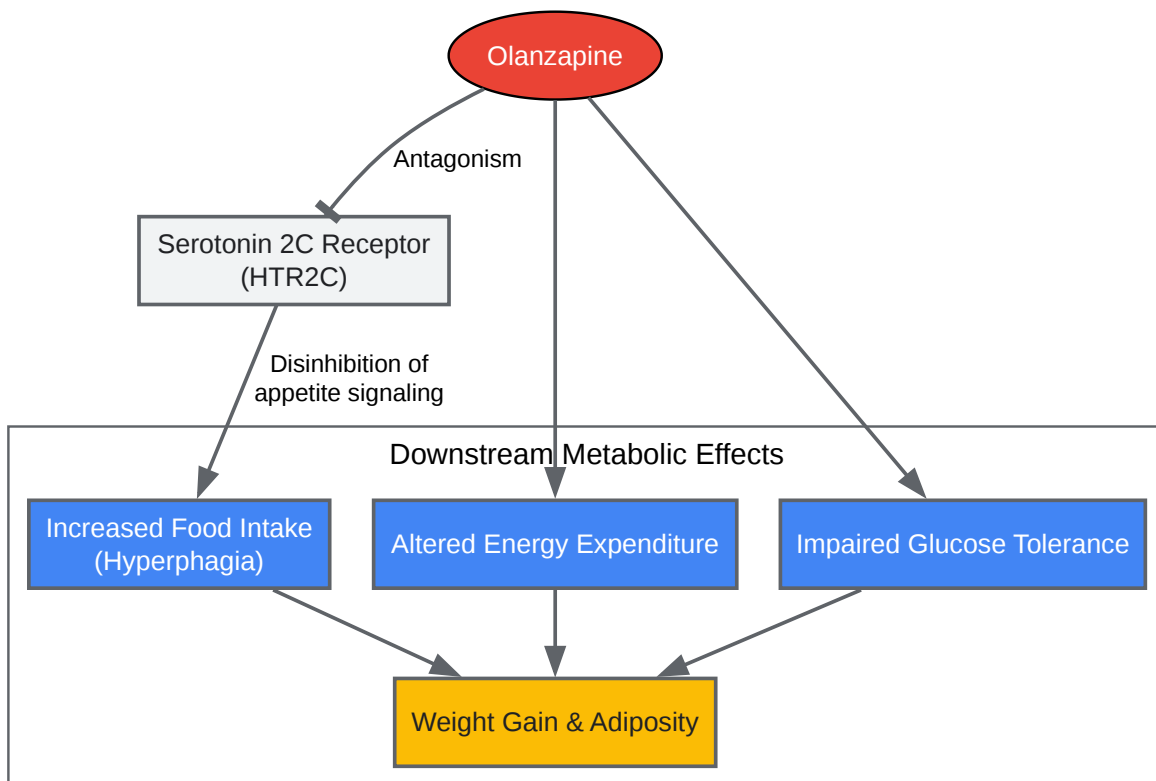 Olanzapine
Antagonism
Serotonin 2C Receptor
(HTR2C)
Disinhibition of
appetite signaling
Downstream Metabolic Effects
Increased Food Intake
(Hyperphagia)
Altered Energy Expenditure
Impaired Glucose Tolerance
Weight Gain & Adiposity